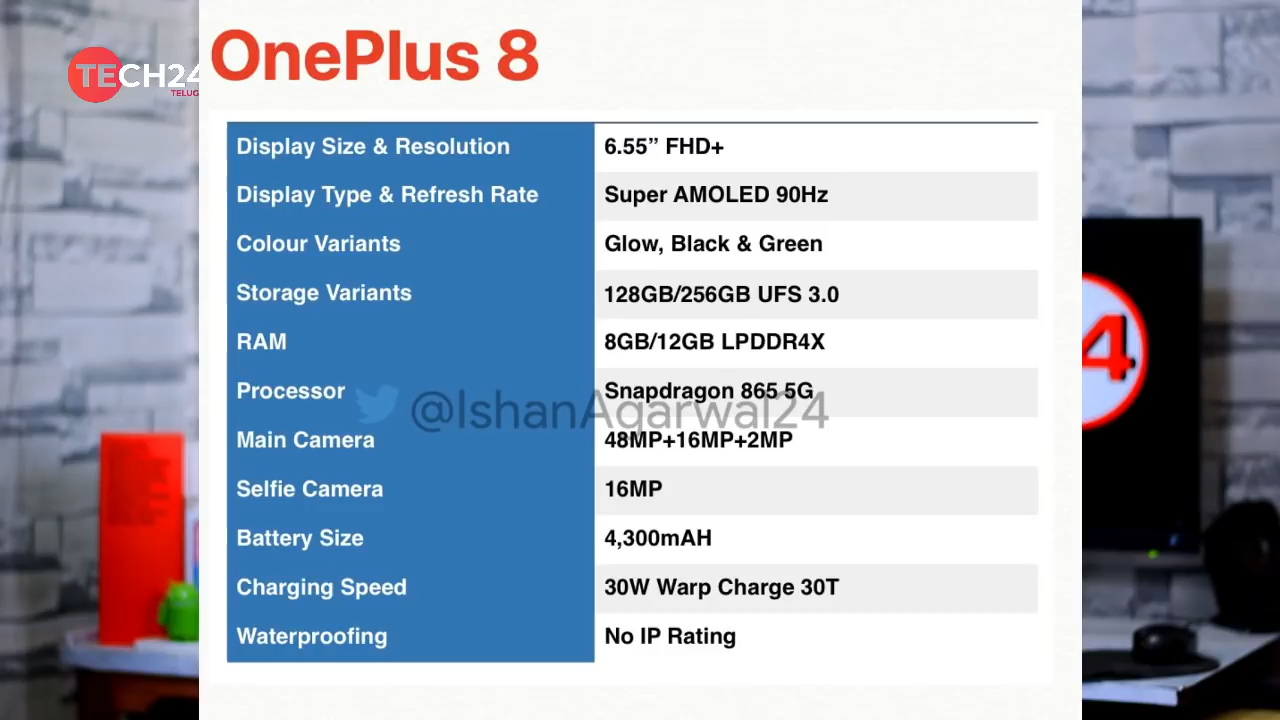 OnePlus 8
TECH24
TELUG
Display Size & Resolution 6.55” FHD+
Display Type & Refresh Rate Super AMOLED 90Hz
Colour Variants Glow, Black & Green
Storage Variants 128GB/256GB UFS 3.0
RAM 8GB/12GB LPDDR4X
Processor Snapdragon 865 5G
@IshanAgarwal24
Main Camera 48MP+16MP+2MP
Selfie Camera 16MP
Battery Size 4,300mAH
Charging Speed 30W Warp Charge 30T
Waterproofing No IP Rating
4